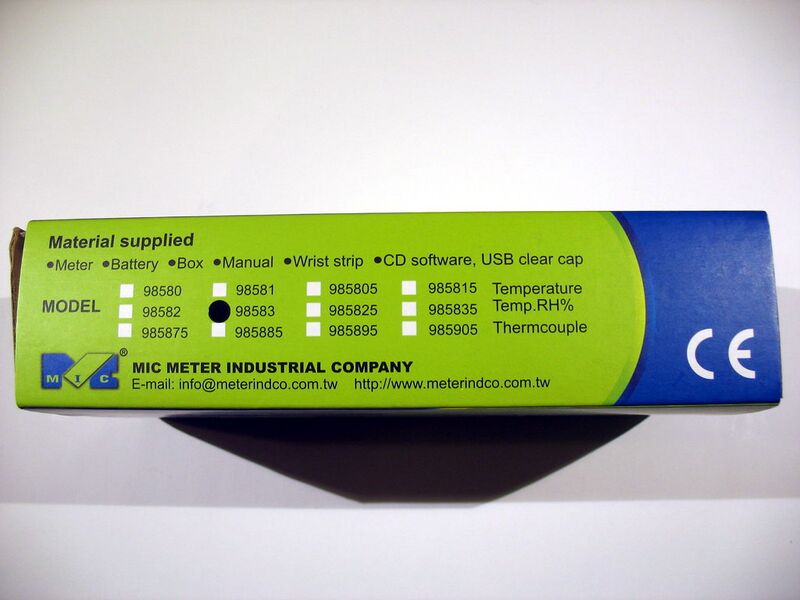 Material supplied
•Meter •Battery •Box •Manual •Wrist strip •CD software, USB clear cap
MODEL
98580 98581 985805 985815 Temperature
98582 98583 985825 985835 Temp.RH%
985875 985885 985895 985905 Thermcouple
MIC ®
MIC METER INDUSTRIAL COMPANY
E-mail: info@meterindco.com.tw http://www.meterindco.com.tw
CE